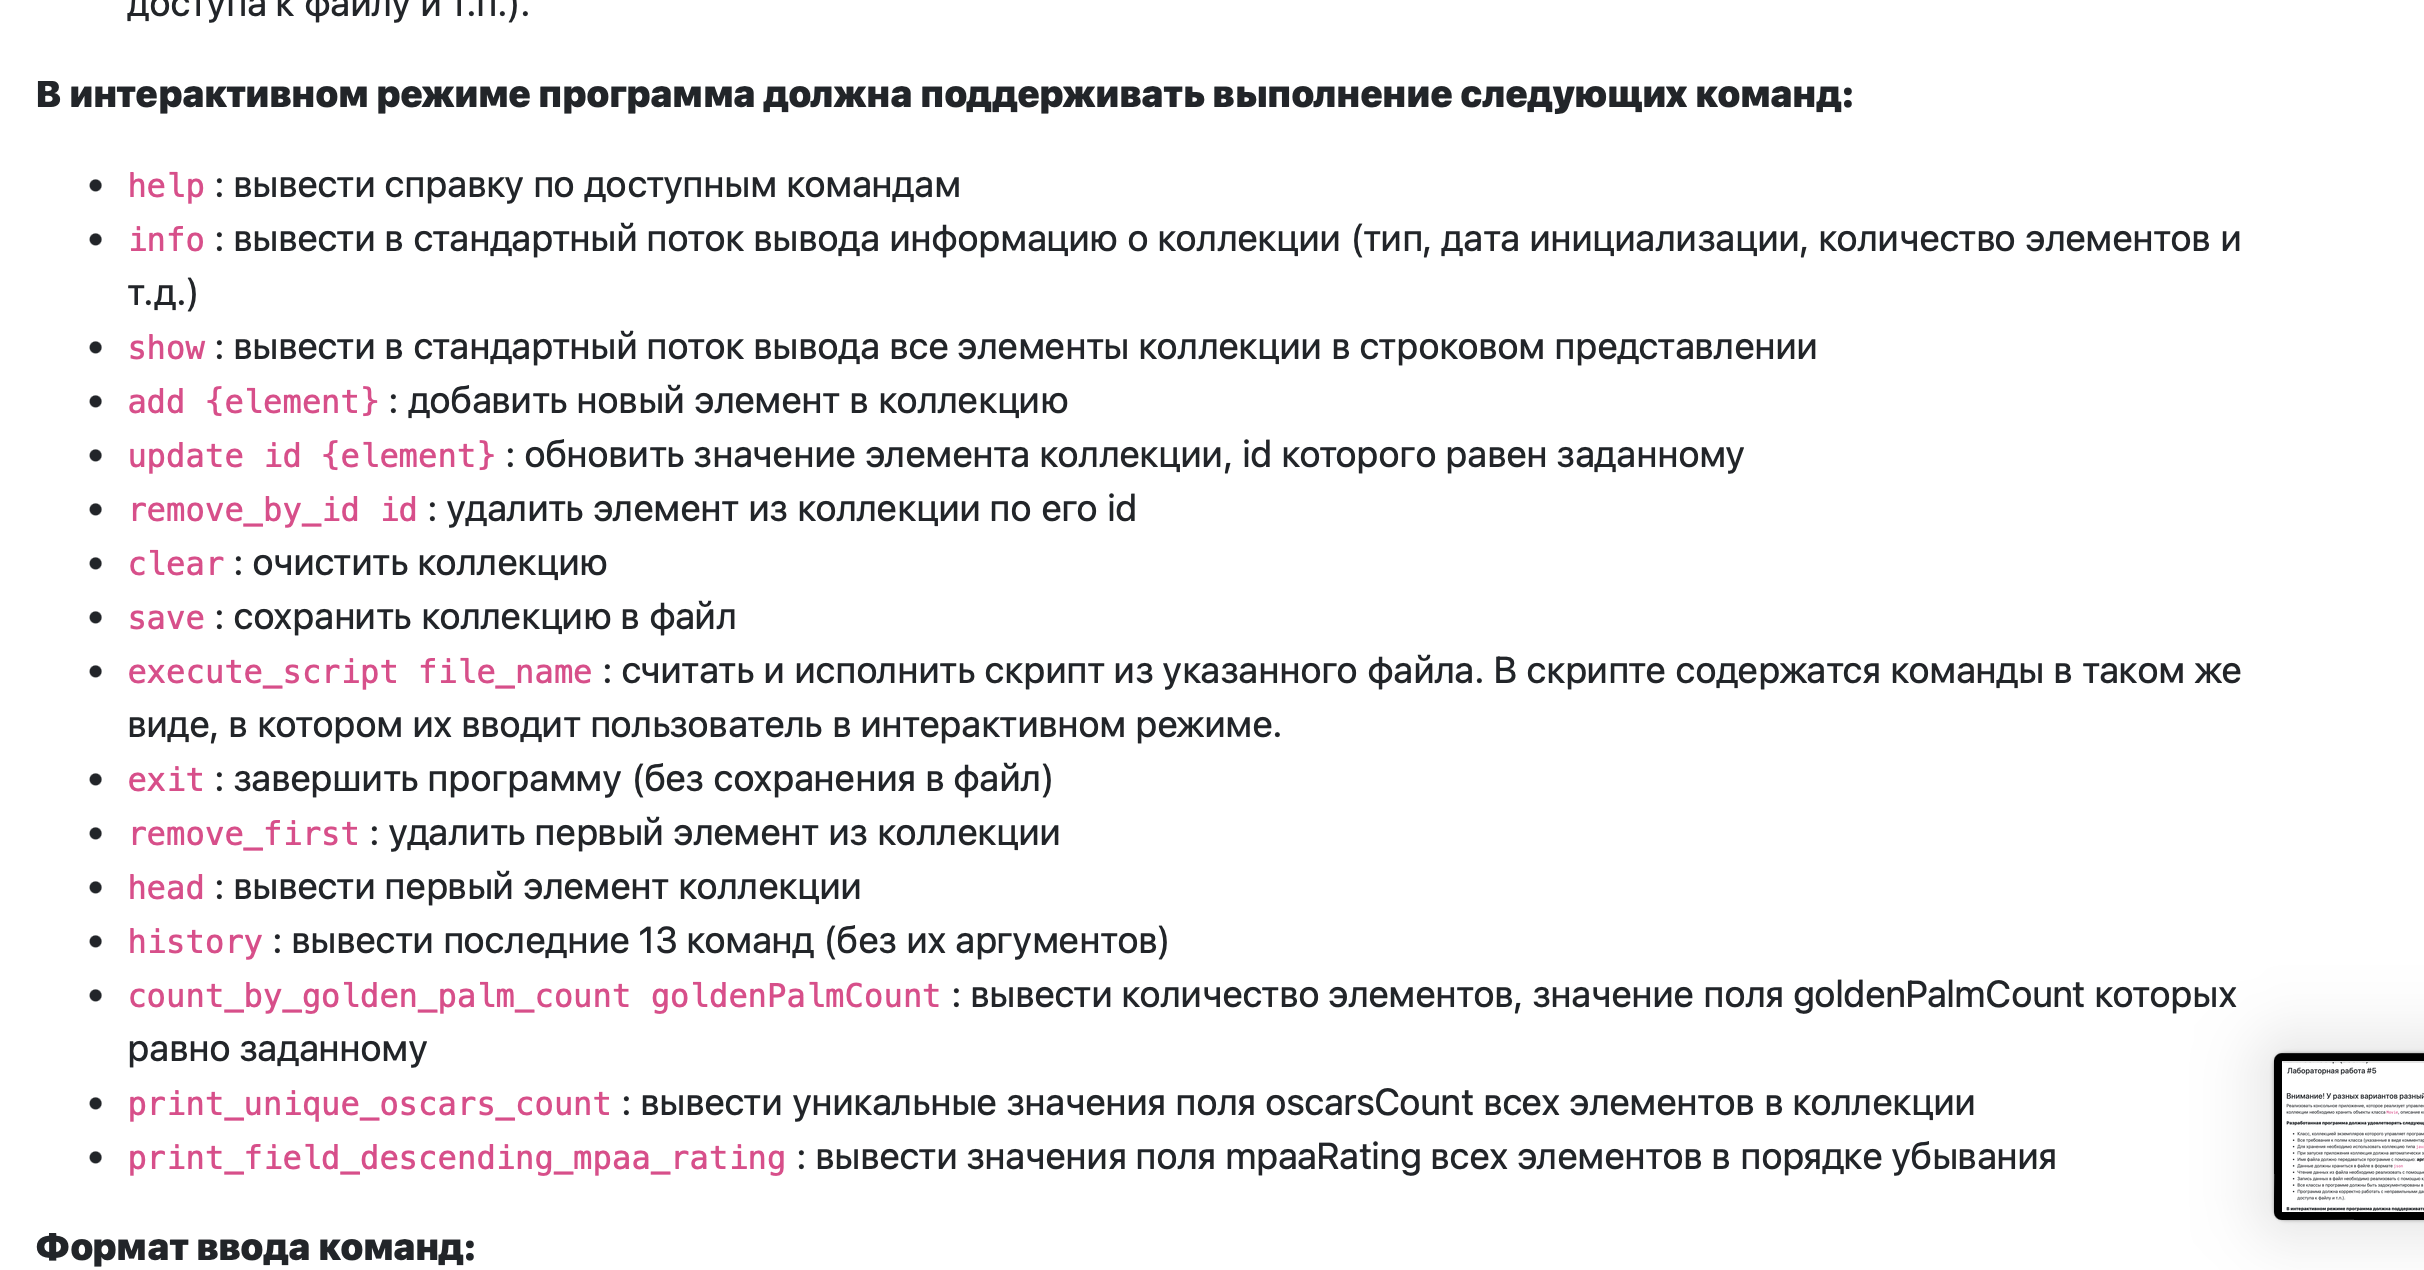 доступа к файлу и т.п.).
В интерактивном режиме программа должна поддерживать выполнение следующих команд:
help : вывести справку по доступным командам
info : вывести в стандартный поток вывода информацию о коллекции (тип, дата инициализации, количество элементов и
т.д.)
show : вывести в стандартный поток вывода все элементы коллекции в строковом представлении
add {element} : добавить новый элемент в коллекцию
update id {element} : обновить значение элемента коллекции, id которого равен заданному
remove_by_id id : удалить элемент из коллекции по его id
clear : очистить коллекцию
save : сохранить коллекцию в файл
execute_script file_name : считать и исполнить скрипт из указанного файла. В скрипте содержатся команды в таком же
виде, в котором их вводит пользователь в интерактивном режиме.
exit : завершить программу (без сохранения в файл)
remove_first : удалить первый элемент из коллекции
head : вывести первый элемент коллекции
history : вывести последние 13 команд (без их аргументов)
count_by_golden_palm_count goldenPalmCount : вывести количество элементов, значение поля goldenPalmCount которых
равно заданному
print_unique_oscars_count : вывести уникальные значения поля oscarsCount всех элементов в коллекции
print_field_descending_mpaa_rating : вывести значения поля mpaaRating всех элементов в порядке убывания
Формат ввода команд:
Лабораторная работа #5
Внимание! У разных вариантов разный